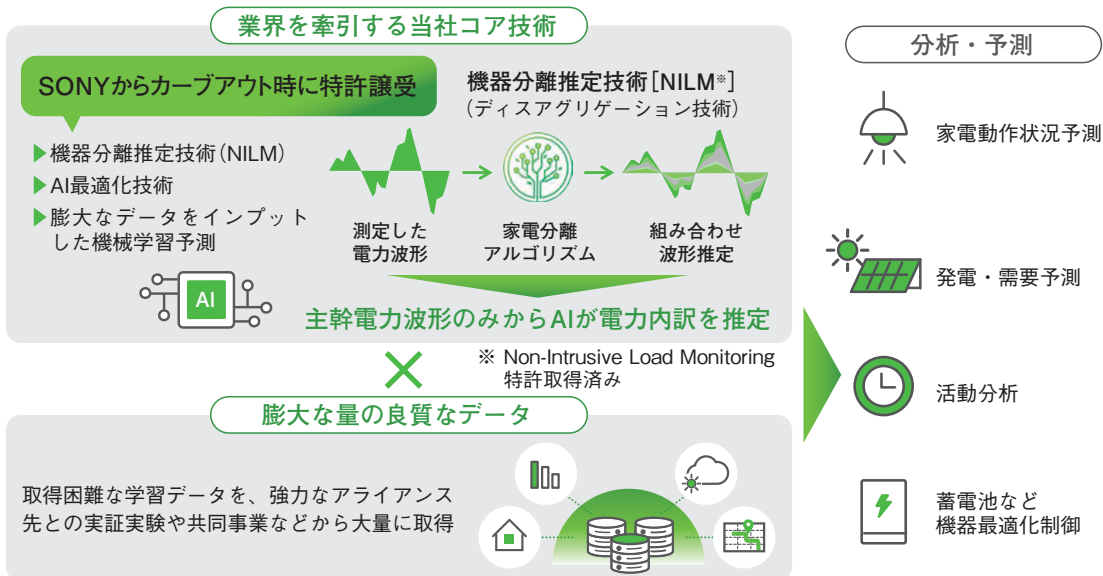 業界を牽引する当社コア技術
SONYからカーブアウト時に特許譲受
▶機器分離推定技術(NILM)
▶AI最適化技術
▶膨大なデータをインプット
した機械学習予測
AI
機器分離推定技術[NILM※]
(ディスアグリゲーション技術)
測定した
電力波形
家電分離
アルゴリズム
組み合わせ
波形推定
主幹電力波形のみからAIが電力内訳を推定
※ Non-Intrusive Load Monitoring
特許取得済み
膨大な量の良質なデータ
取得困難な学習データを、強力なアライアンス
先との実証実験や共同事業などから大量に取得
分析・予測
家電動作状況予測
発電・需要予測
活動分析
蓄電池など
機器最適化制御